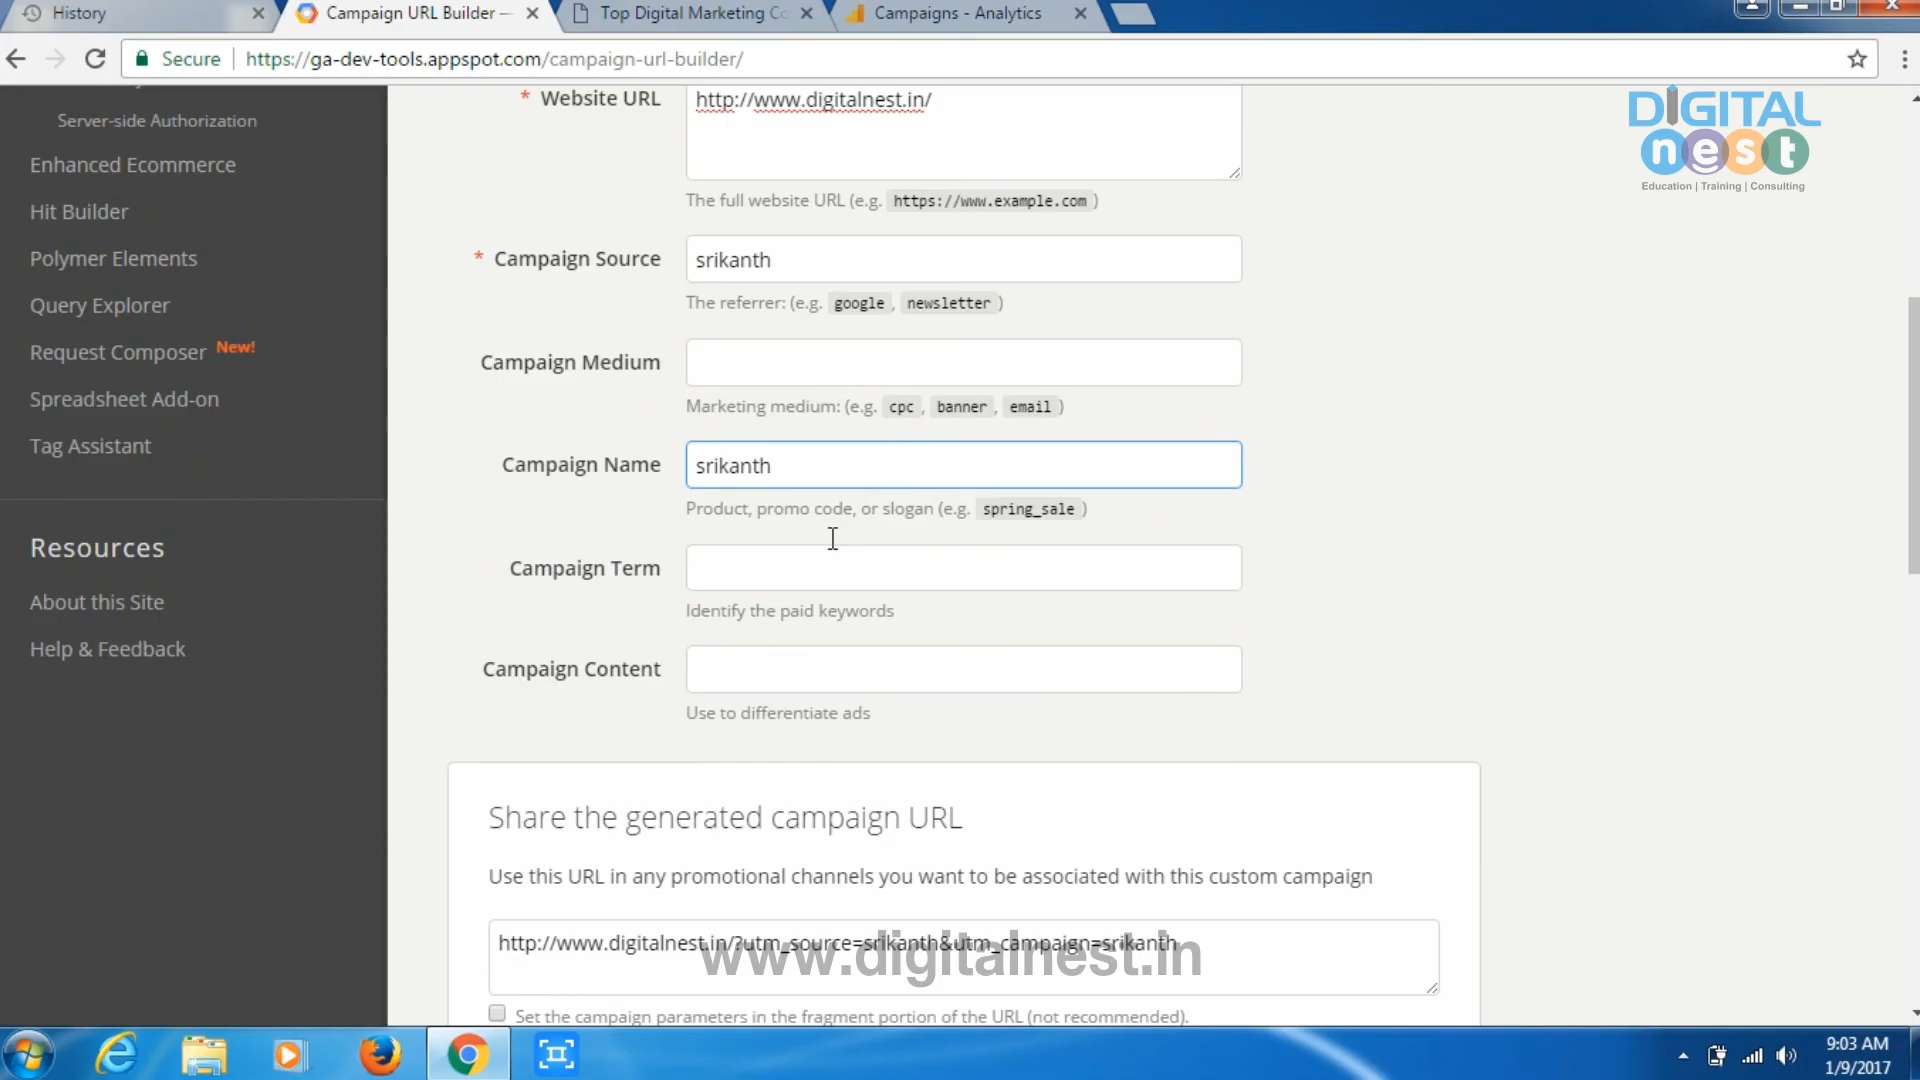 History
Campaign URL Builder —
Top Digital Marketing Co
Campaigns - Analytics
Secure
https://ga-dev-tools.appspot.com/campaign-url-builder/
Server-side Authorization
Enhanced Ecommerce
Hit Builder
Polymer Elements
Query Explorer
Request Composer New!
Spreadsheet Add-on
Tag Assistant
Resources
About this Site
Help & Feedback
* Website URL
http://www.digitalnest.in/
The full website URL (e.g. https://www.example.com )
* Campaign Source
srikanth
The referrer: (e.g. google , newsletter )
Campaign Medium
Marketing medium: (e.g. cpc , banner , email )
Campaign Name
srikanth
Product, promo code, or slogan (e.g. spring_sale )
Campaign Term
Identify the paid keywords
Campaign Content
Use to differentiate ads
Share the generated campaign URL
Use this URL in any promotional channels you want to be associated with this custom campaign
http://www.digitalnest.in/?utm_source=srikanth&utm_campaign=srikanth
www.digitalnest.in
Set the campaign parameters in the fragment portion of the URL (not recommended).
DIGITAL
nest
Education | Training | Consulting
9:03 AM
1/9/2017